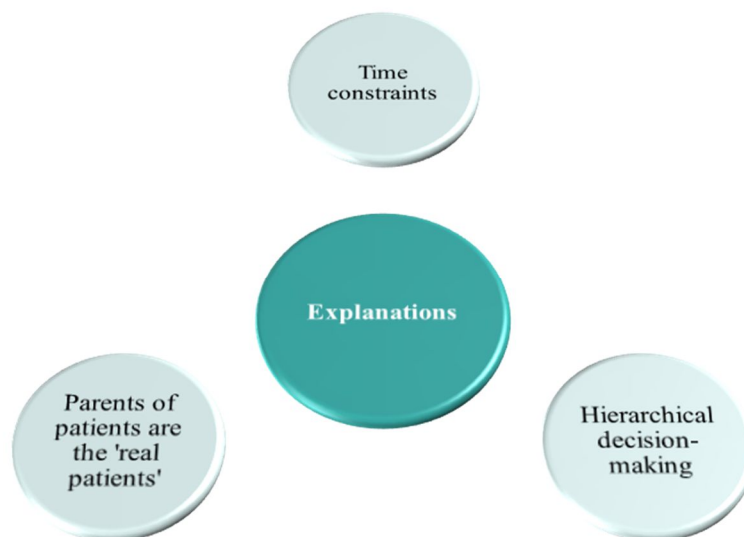 Time
constraints
Explanations
Parents of
patients are
the 'real
patients'
Hierarchical
decision-
making